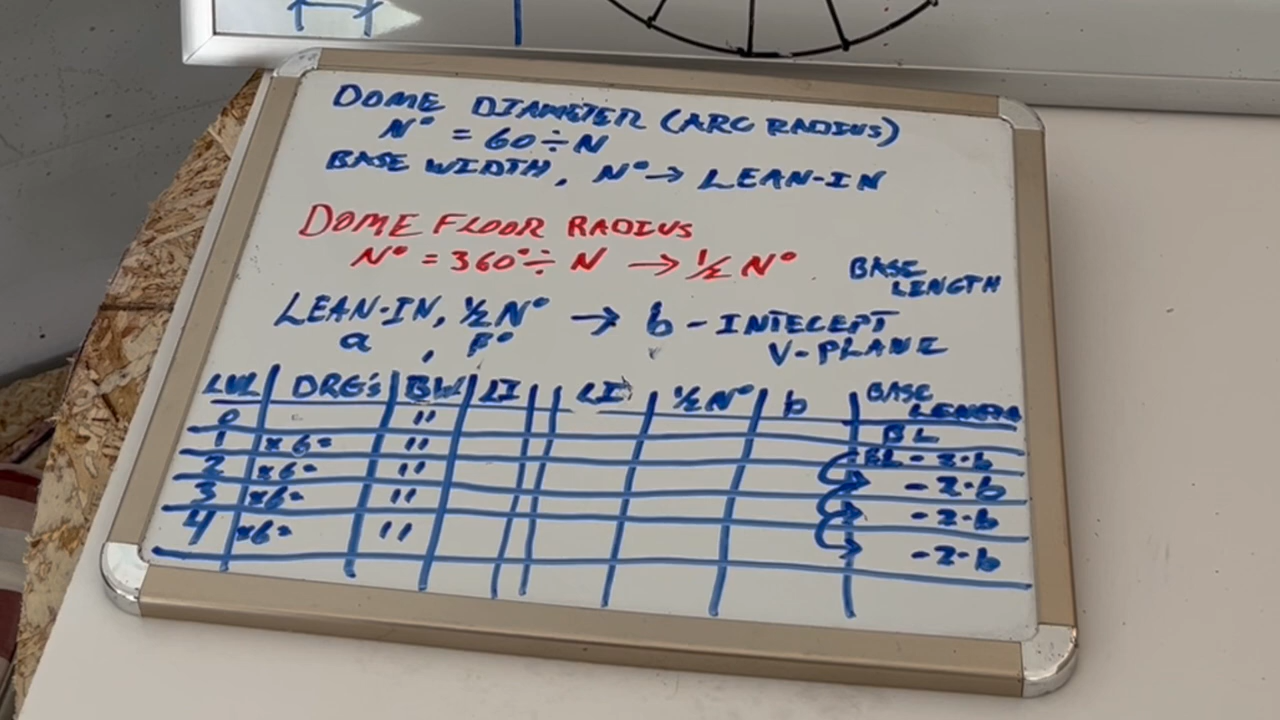 DOME DIAMETER (ARC RADIUS)
N° = 60 ÷ N
BASE WIDTH, N° → LEAN-IN
DOME FLOOR RADIUS
N° = 360° ÷ N → 1/2 N°
BASE LENGTH
LEAN-IN, 1/2 N° → b - INTECEPT
a , B° V-PLANE
LVL DRG's BW LI LI 1/2 N° b BASE LENGTH
0 " BL
1 x6= " BL - 2·b
2 x6= " - 2·b
3 x6= " - 2·b
4 x6= " - 2·b